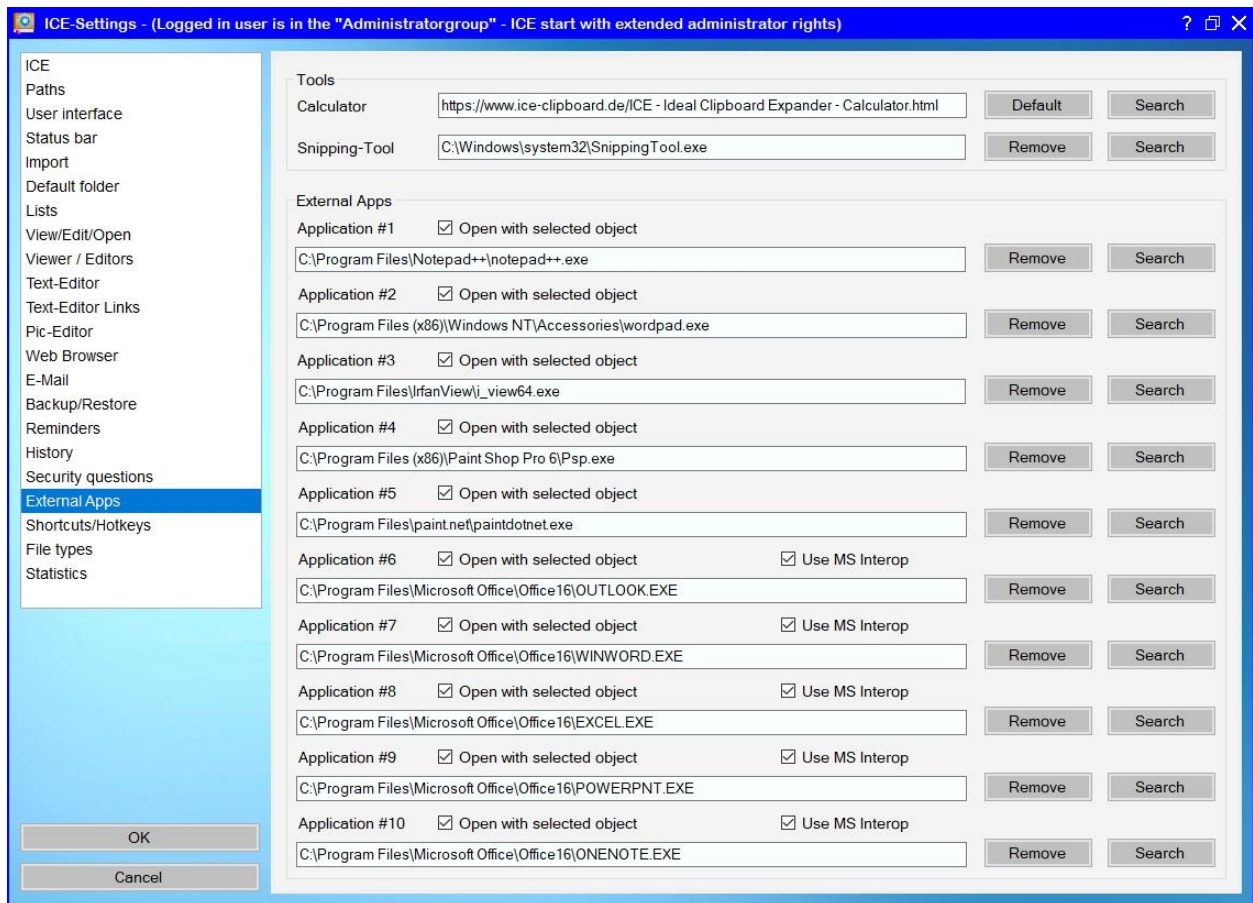 ICE-Settings - (Logged in user is in the "Administratorgroup" - ICE start with extended administrator rights) ?
ICE
Paths
User interface
Status bar
Import
Default folder
Lists
View/Edit/Open
Viewer / Editors
Text-Editor
Text-Editor Links
Pic-Editor
Web Browser
E-Mail
Backup/Restore
Reminders
History
Security questions
External Apps
Shortcuts/Hotkeys
File types
Statistics
OK
Cancel
Tools
Calculator https://www.ice-clipboard.de/ICE - Ideal Clipboard Expander - Calculator.html Default Search
Snipping-Tool C:\Windows\system32\SnippingTool.exe Remove Search
External Apps
Application #1 Open with selected object
C:\Program Files\Notepad++\notepad++.exe Remove Search
Application #2 Open with selected object
C:\Program Files (x86)\Windows NT\Accessories\wordpad.exe Remove Search
Application #3 Open with selected object
C:\Program Files\IrfanView\i_view64.exe Remove Search
Application #4 Open with selected object
C:\Program Files (x86)\Paint Shop Pro 6\Psp.exe Remove Search
Application #5 Open with selected object
C:\Program Files\paint.net\paintdotnet.exe Remove Search
Application #6 Open with selected object Use MS Interop
C:\Program Files\Microsoft Office\Office16\OUTLOOK.EXE Remove Search
Application #7 Open with selected object Use MS Interop
C:\Program Files\Microsoft Office\Office16\WINWORD.EXE Remove Search
Application #8 Open with selected object Use MS Interop
C:\Program Files\Microsoft Office\Office16\EXCEL.EXE Remove Search
Application #9 Open with selected object Use MS Interop
C:\Program Files\Microsoft Office\Office16\POWERPNT.EXE Remove Search
Application #10 Open with selected object Use MS Interop
C:\Program Files\Microsoft Office\Office16\ONENOTE.EXE Remove Search